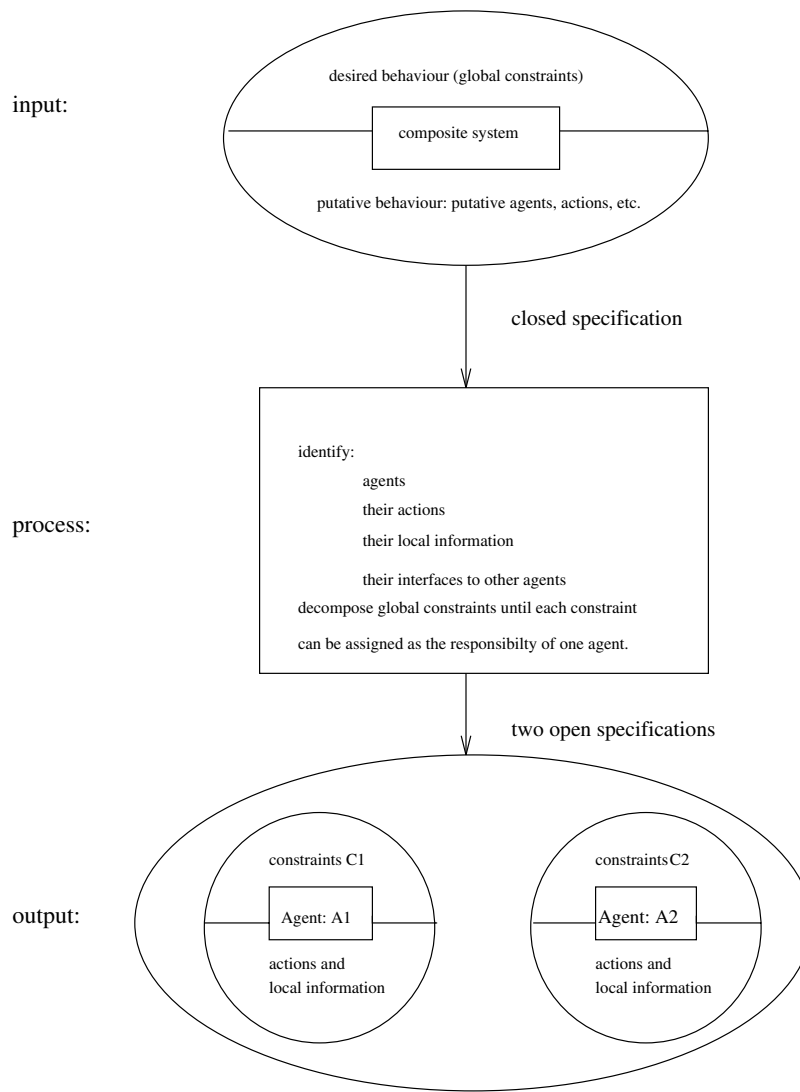 desired behaviour (global constraints)
input:
composite system
putative behaviour: putative agents, actions, etc.
closed specification
identify:
agents
their actions
process:
their local information
their interfaces to other agents
decompose global constraints until each constraint
can be assigned as the responsibilty of one agent.
two open specifications
constraints C1
constraints C2
output:
Agent: A1
Agent: A2
actions and
local information
actions and
local information